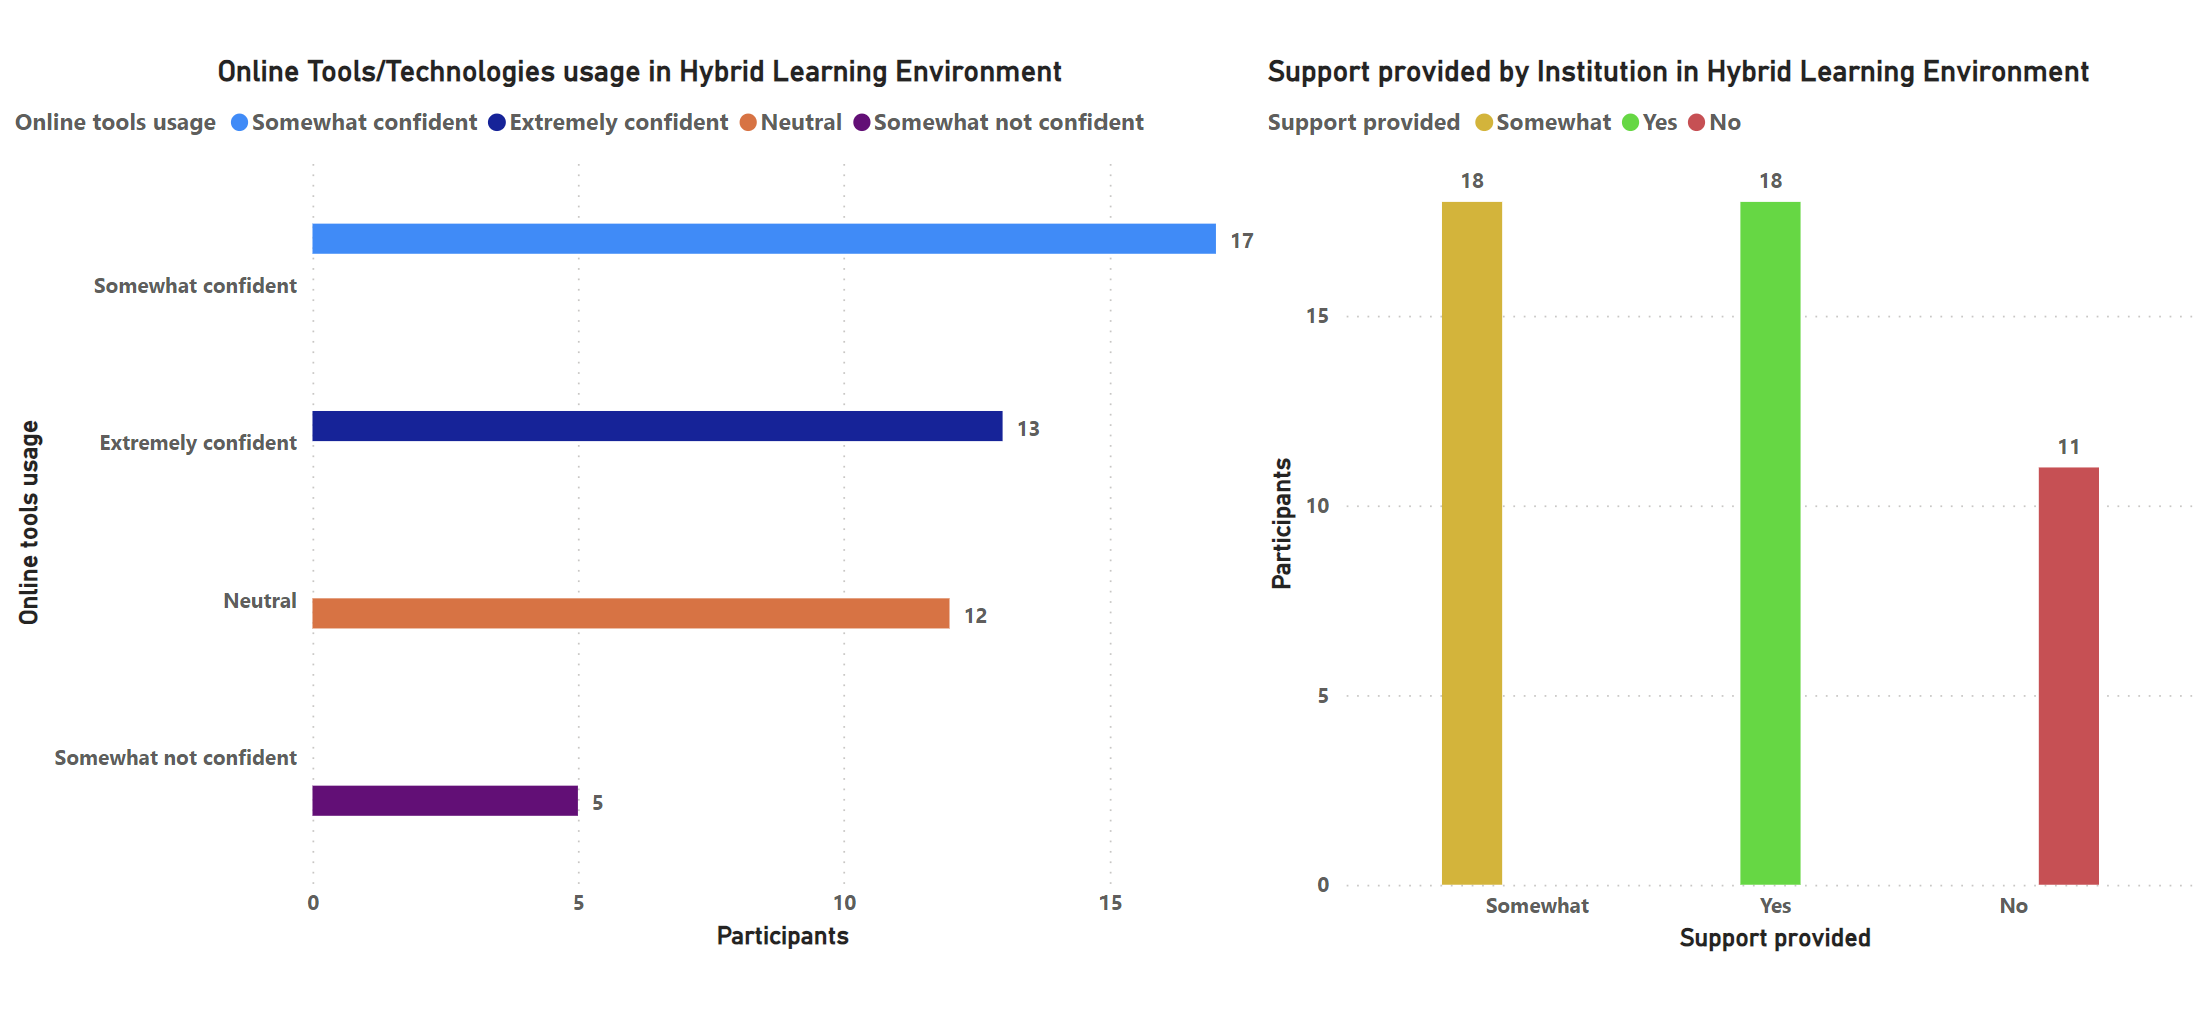 Online Tools/Technologies usage in Hybrid Learning Environment
Online tools usage Somewhat confident Extremely confident Neutral Somewhat not confident
17
Somewhat confident
Extremely confident
13
Neutral
12
Somewhat not confident
5
Online tools usage
0 5 10 15
Participants
Support provided by Institution in Hybrid Learning Environment
Support provided Somewhat Yes No
18 18
15
11
10
5
0
Participants
Somewhat Yes No
Support provided